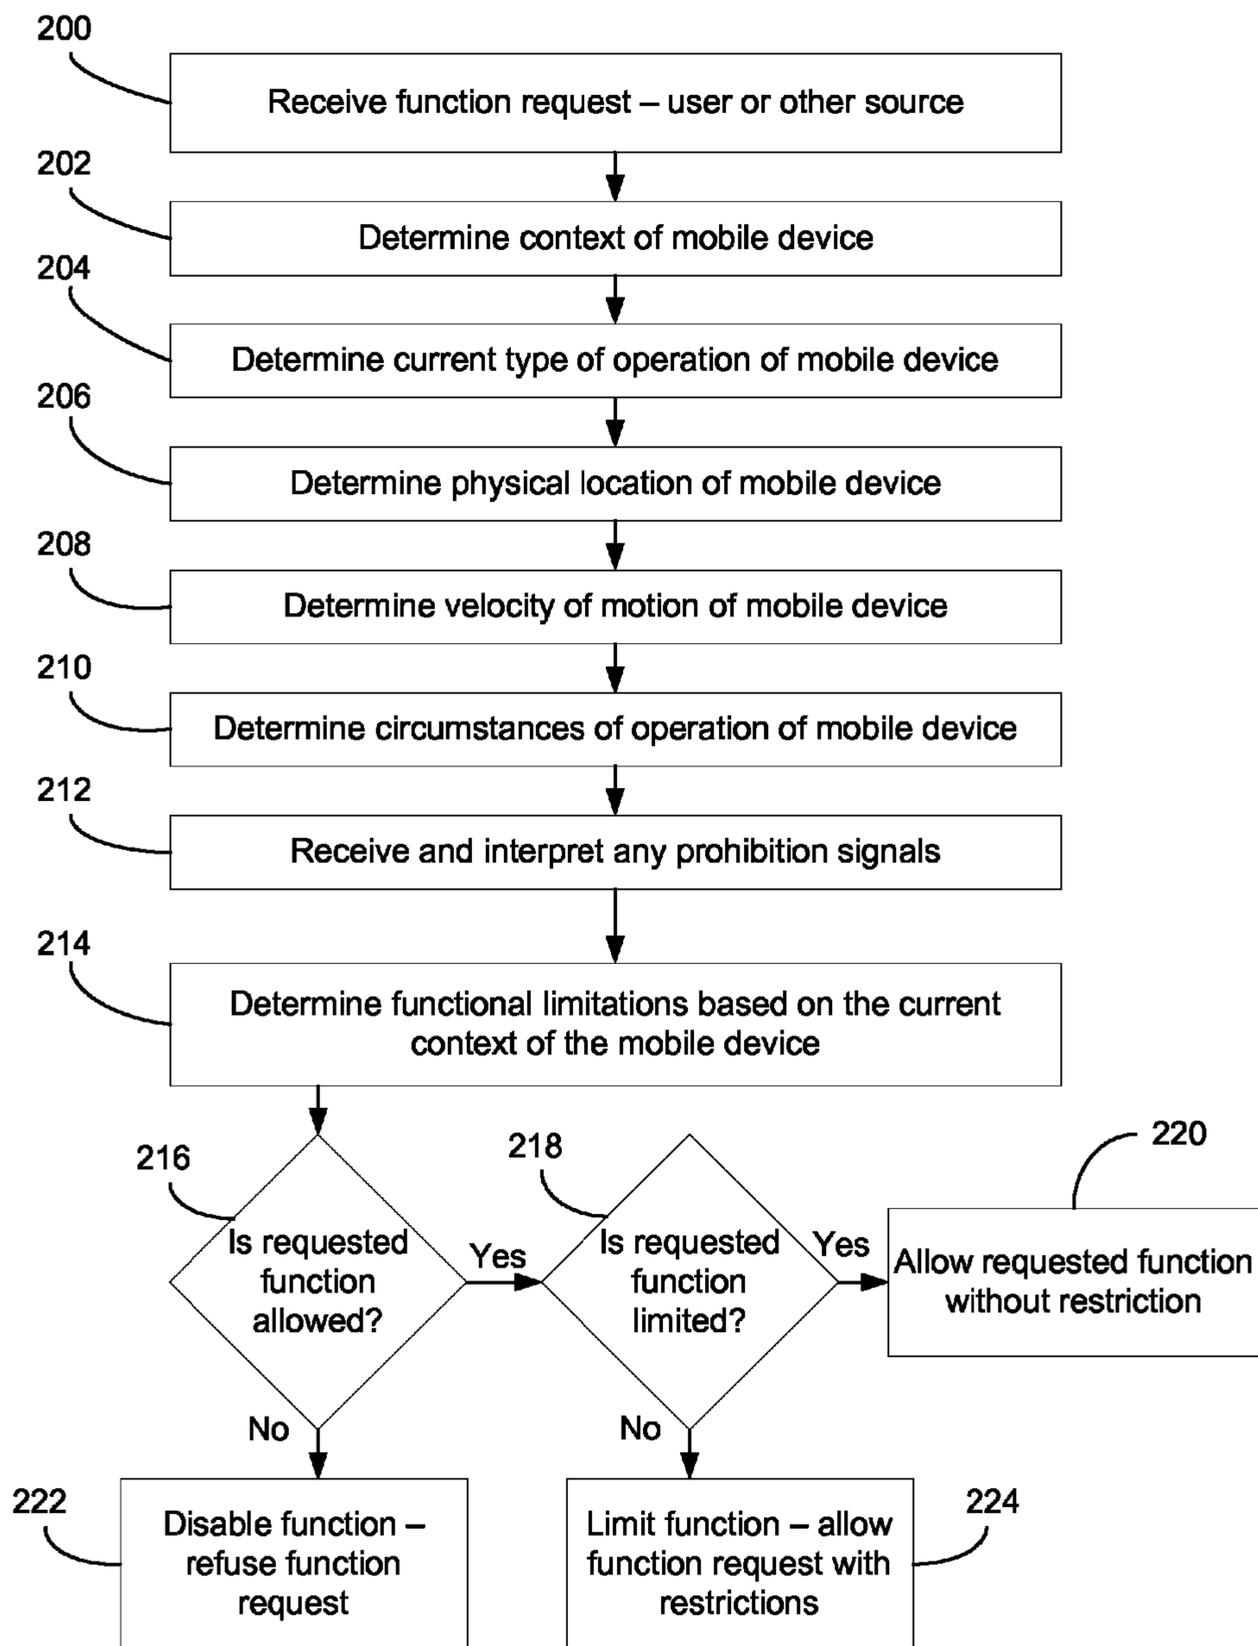 200
Receive function request – user or other source
202
Determine context of mobile device
204
Determine current type of operation of mobile device
206
Determine physical location of mobile device
208
Determine velocity of motion of mobile device
210
Determine circumstances of operation of mobile device
212
Receive and interpret any prohibition signals
214
Determine functional limitations based on the current
context of the mobile device
216
Is requested
function
allowed?
Yes
No
218
Is requested
function
limited?
Yes
No
220
Allow requested function
without restriction
222
Disable function –
refuse function
request
224
Limit function – allow
function request with
restrictions